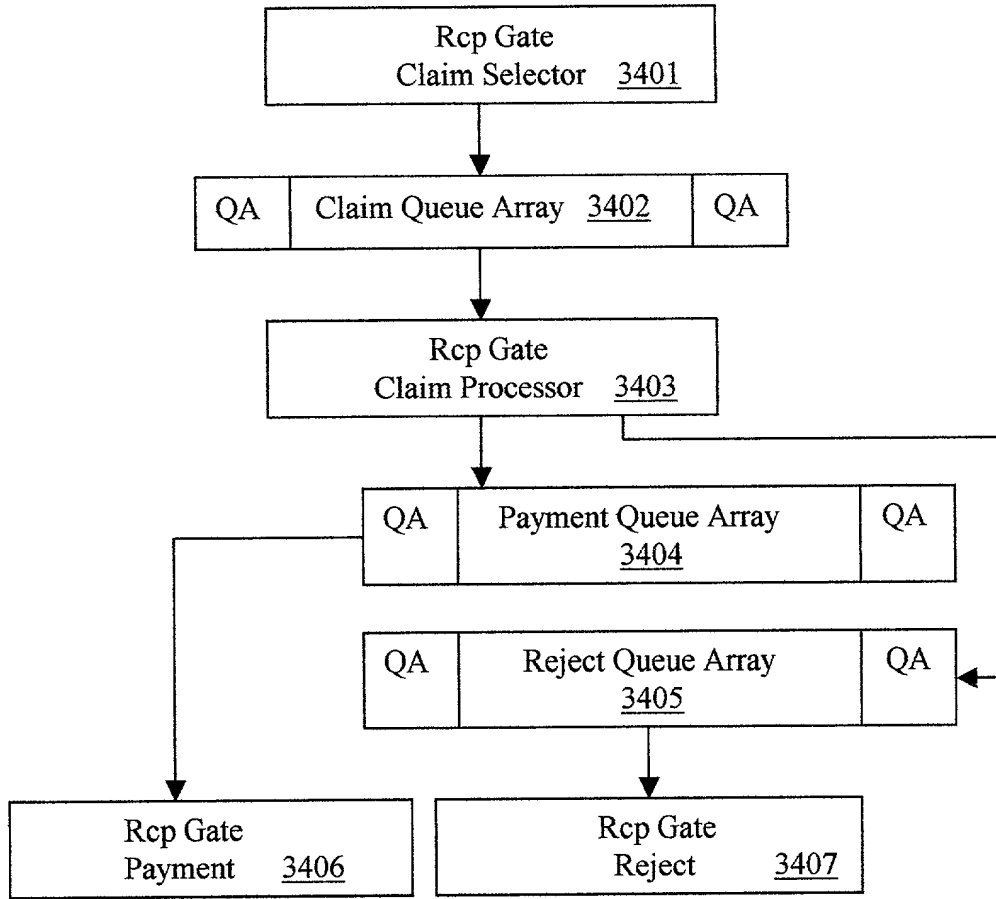 Rcp Gate
Claim Selector 3401
QA Claim Queue Array 3402 QA
Rcp Gate
Claim Processor 3403
QA Payment Queue Array QA
3404
QA Reject Queue Array QA
3405
Rcp Gate
Payment 3406
Rcp Gate
Reject 3407